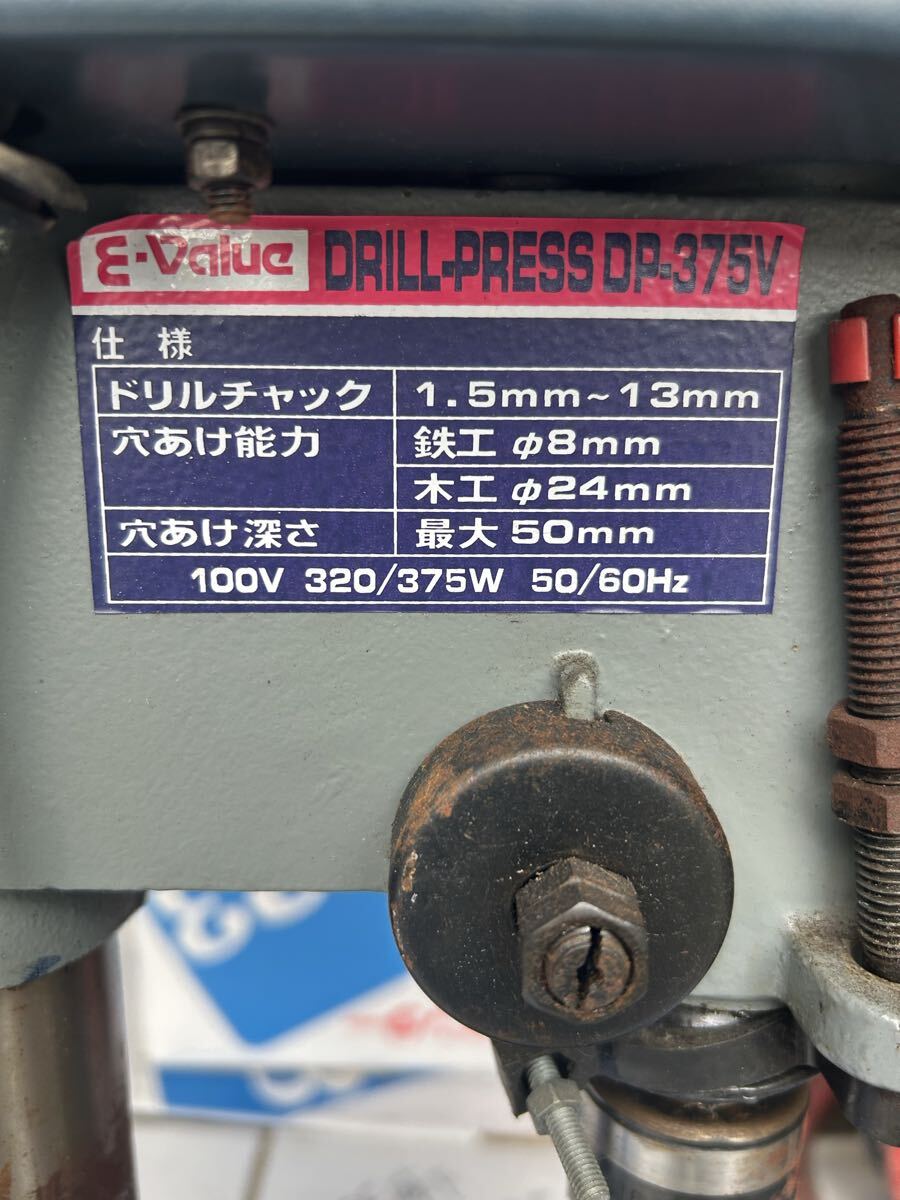 E-Value DRILL-PRESS DP-375V
仕様
ドリルチャック 1.5mm~13mm
穴あけ能力 鉄工 φ8mm
木工 φ24mm
穴あけ深さ 最大 50mm
100V 320/375W 50/60Hz